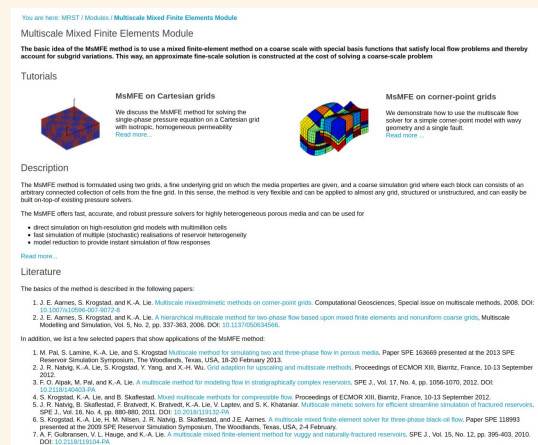 You are here: MRST / Modules / Multiscale Mixed Finite Elements Module
Multiscale Mixed Finite Elements Module
The basic idea of the MsMFE method is to use a mixed finite-element method on a coarse scale with special basis functions that satisfy local flow problems and thereby
account for subgrid variations. This way, an approximate fine-scale solution is constructed at the cost of solving a coarse-scale problem
Tutorials
MsMFE on Cartesian grids
We discuss the MsMFE method for solving the
single-phase pressure equation on a Cartesian grid
with isotropic, homogeneous permeability
Read more...
MsMFE on corner-point grids
We demonstrate how to use the multiscale flow
solver for a simple corner-point model with wavy
geometry and a single fault.
Read more ...
Description
The MsMFE method is formulated using two grids, a fine underlying grid on which the media properties are given, and a coarse simulation grid where each block can consists of an
arbitrary connected collection of cells from the fine grid. In this sense, the method is very flexible and can be applied to almost any grid, structured or unstructured, and can easily be
built on-top-of existing pressure solvers.
The MsMFE offers fast, accurate, and robust pressure solvers for highly heterogeneous porous media and can be used for
• direct simulation on high-resolution grid models with multimillion cells
• fast simulation of multiple (stochastic) realisations of reservoir heterogeneity
• model reduction to provide instant simulation of flow responses
Read more...
Literature
The basics of the method is described in the following papers:
1. J. E. Aarnes, S. Krogstad, and K.-A. Lie. Multiscale mixed/mimetic methods on corner-point grids. Computational Geosciences, Special issue on multiscale methods, 2008. DOI:
10.1007/s10596-007-9072-8
2. J. E. Aarnes, S. Krogstad, and K.-A. Lie. A hierarchical multiscale method for two-phase flow based upon mixed finite elements and nonuniform coarse grids, Multiscale
Modelling and Simulation, Vol. 5, No. 2, pp. 337-363, 2006. DOI: 10.1137/050634566.
In addition, we list a few selected papers that show applications of the MsMFE method:
1. M. Pal, S. Lamine, K.-A. Lie, and S. Krogstad Multiscale method for simulating two and three-phase flow in porous media, Paper SPE 163669 presented at the 2013 SPE
Reservoir Simulation Symposium, The Woodlands, Texas, USA, 18-20 February 2013.
2. J. R. Natvig, K.-A. Lie, S. Krogstad, Y. Yang, and X.-H. Wu. Grid adaption for upscaling and multiscale methods, Proceedings of ECMOR XIII, Biarritz, France, 10-13 September
2012.
3. F. O. Alpak, M. Pal, and K.-A. Lie. A multiscale method for modeling flow in stratigraphically complex reservoirs, SPE J., Vol. 17, No. 4, pp. 1056-1070, 2012. DOI:
10.2118/140403-PA
4. S. Krogstad, K.-A. Lie, and B. Skaflestad. Mixed multiscale methods for compressible flow. Proceedings of ECMOR XIII, Biarritz, France, 10-13 September 2012.
5. J. R. Natvig, B. Skaflestad, F. Bratvedt, K. Bratvedt, K.-A. Lie, V. Laptev, and S. K. Khataniar. Multiscale mimetic solvers for efficient streamline simulation of fractured reservoirs,
SPE J., Vol. 16, No. 4, pp. 880-880, 2011. DOI: 10.2018/119132-PA
6. S. Krogstad, K.-A. Lie, H. M. Nilsen, J. R. Natvig, B. Skaflestad, and J.E. Aarnes. A multiscale mixed finite-element solver for three-phase black-oil flow, Paper SPE 118993
presented at the 2009 SPE Reservoir Simulation Symposium, The Woodlands, Texas, USA, 2-4 February.
7. A. F. Gulbransen, V. L. Hauge, and K.-A. Lie. A multiscale mixed finite-element method for vuggy and naturally-fractured reservoirs, SPE J., Vol. 15, No. 12, pp. 395-403, 2010.
DOI: 10.2118/119104-PA